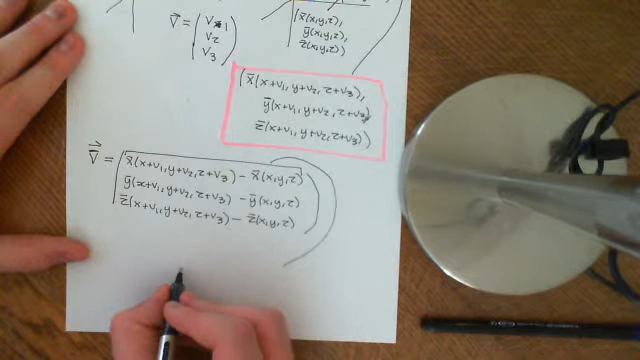 V⃗ = ( V₁
V₂
V₃ )
(x̄(x,y,z),
ȳ(x,y,z),
z̄(x,y,z))
(x̄(x+v₁, y+v₂, z+v₃),
ȳ(x+v₁, y+v₂, z+v₃)
z̄(x+v₁, y+v₂, z+v₃))
V̄⃗ = ( x̄(x+v₁, y+v₂, z+v₃) - x̄(x,y,z)
ȳ(x+v₁, y+v₂, z+v₃) - ȳ(x,y,z)
z̄(x+v₁, y+v₂, z+v₃) - z̄(x,y,z) )